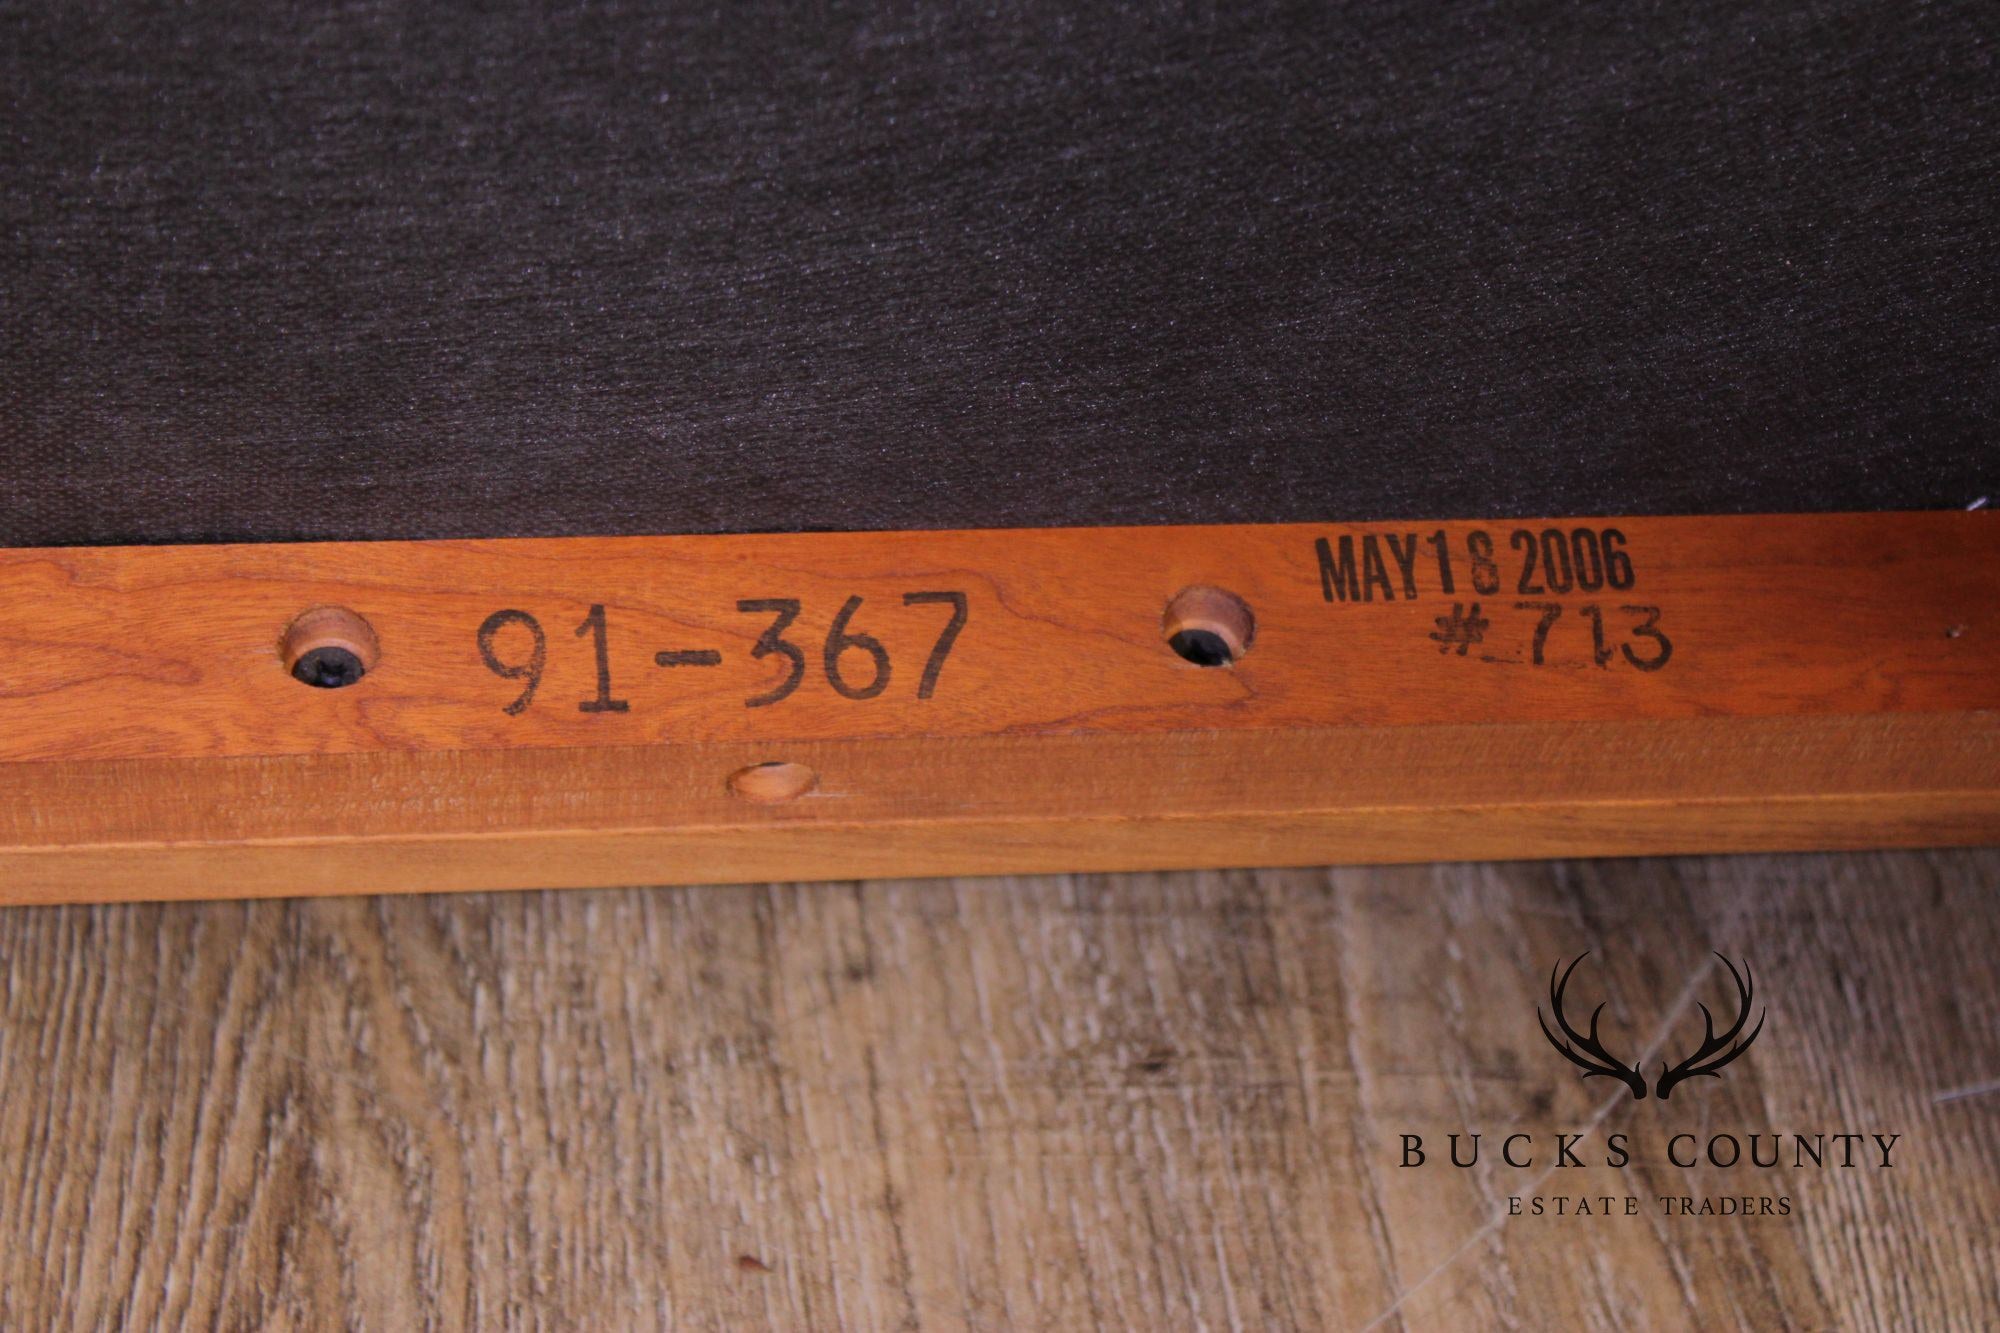 91-367
MAY 18 2006
# 713
BUCKS COUNTY
ESTATE TRADERS